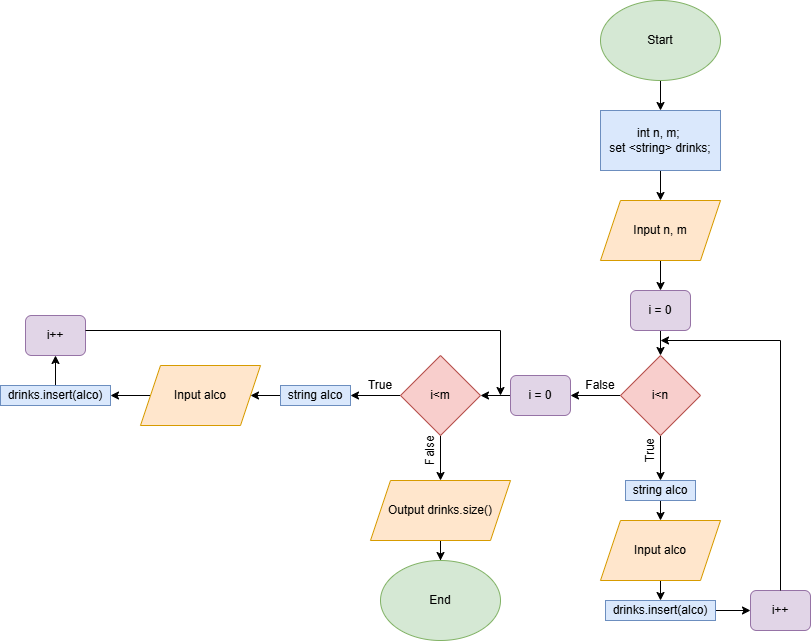 Start
int n, m;
set <string> drinks;
Input n, m
i = 0
i<n
False
i = 0
i<m
True
string alco
Input alco
drinks.insert(alco)
i++
False
Output drinks.size()
End
True
string alco
Input alco
drinks.insert(alco)
i++